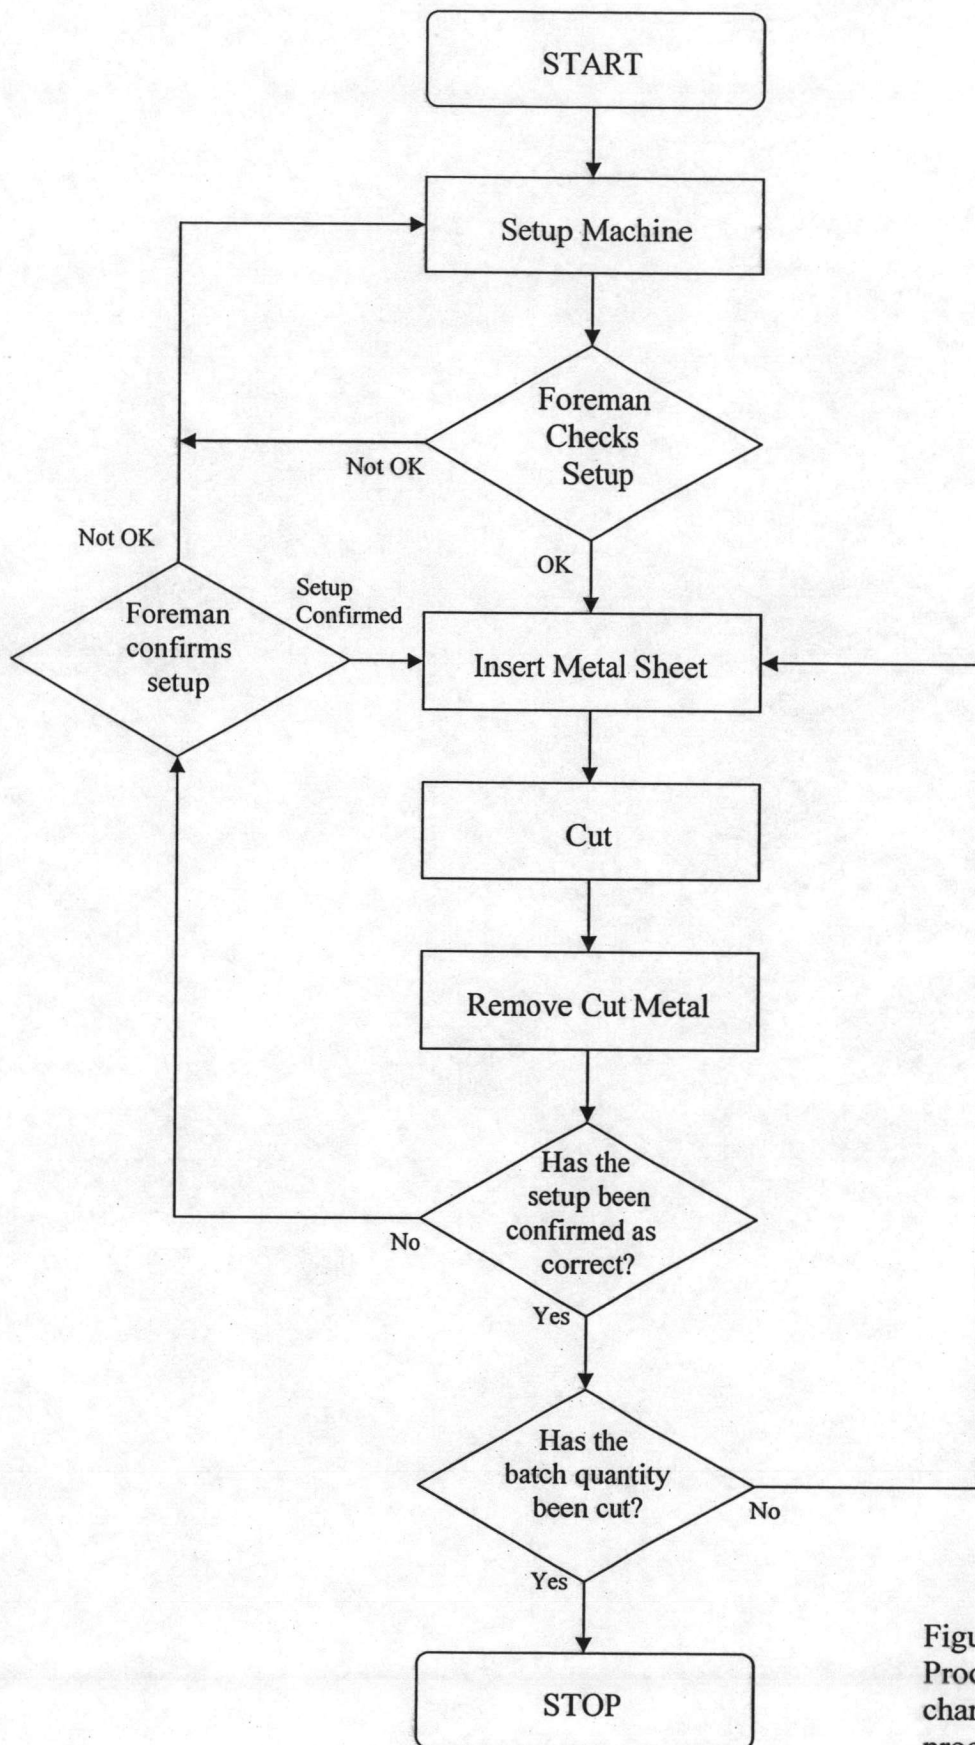 START
Setup Machine
Foreman
Checks
Setup
Not OK
OK
Not OK
Foreman
confirms
setup
Setup
Confirmed
Insert Metal Sheet
Cut
Remove Cut Metal
Has the
setup been
confirmed as
correct?
No
Yes
Has the
batch quantity
been cut?
No
Yes
STOP
Figu
Proc
char